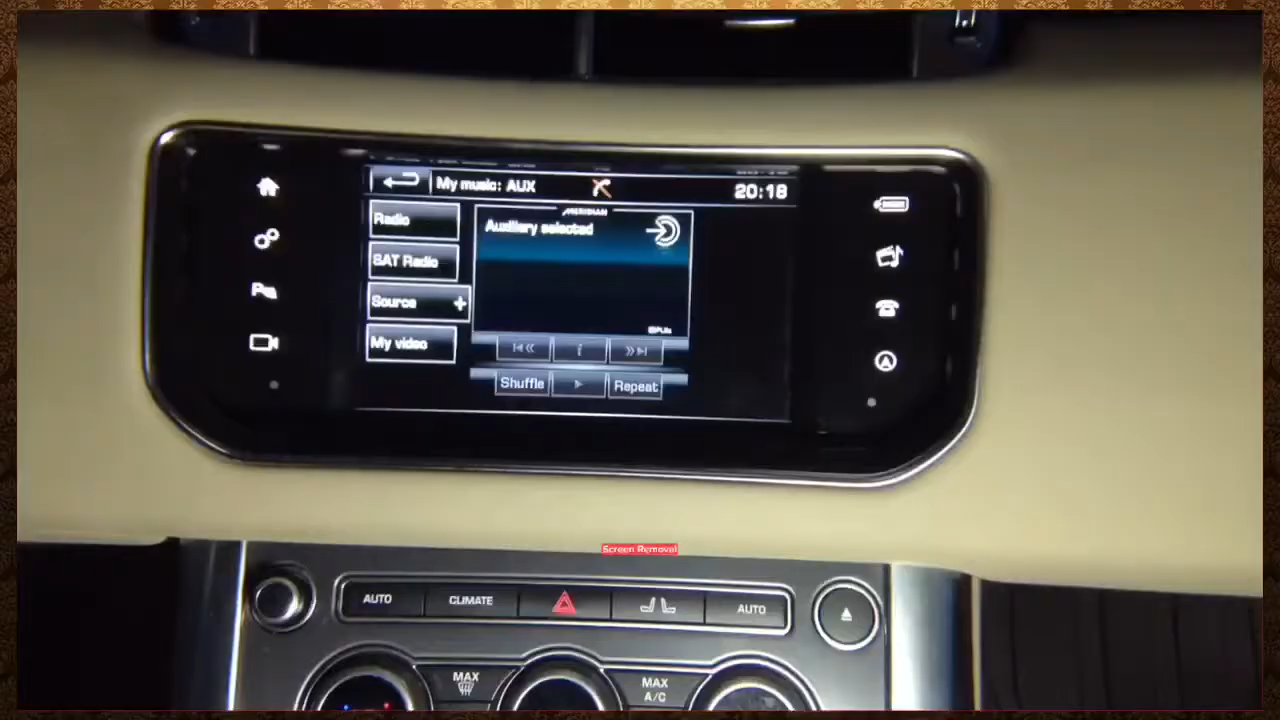 My music: AUX
20:18
Radio
MERIDIAN
Auxiliary selected
SAT Radio
Source +
My video
i
Shuffle
Repeat
Screen Removal
AUTO
CLIMATE
AUTO
MAX
MAX
A/C